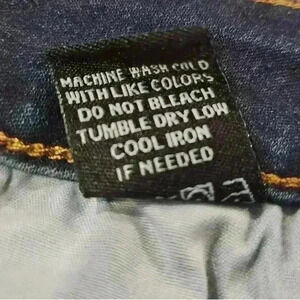 MACHINE WASH COLD
WITH LIKE COLORS
DO NOT BLEACH
TUMBLE DRY LOW
COOL IRON
IF NEEDED